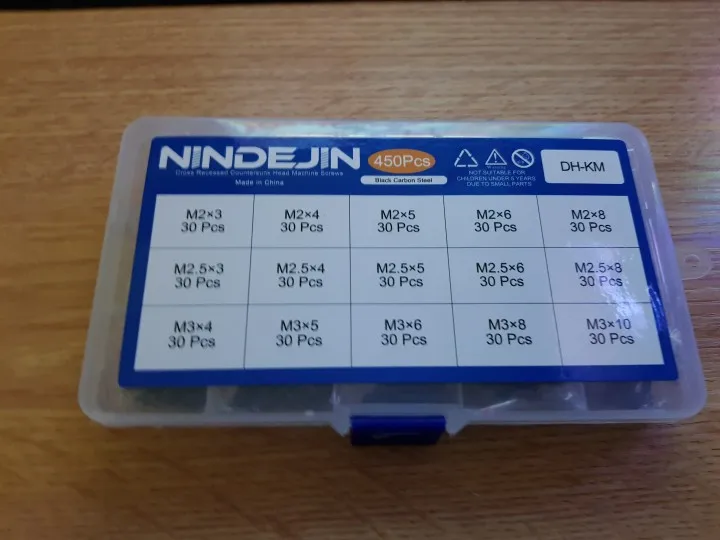 NINDEJIN
450Pcs
Cross Recessed Countersunk Head Machine Screws
Black Carbon Steel
Made in China
NOT SUITABLE FOR
CHILDREN UNDER 5 YEARS
DUE TO SMALL PARTS
DH-KM
M2×3 M2×4 M2×5 M2×6 M2×8
30 Pcs 30 Pcs 30 Pcs 30 Pcs 30 Pcs
M2.5×3 M2.5×4 M2.5×5 M2.5×6 M2.5×8
30 Pcs 30 Pcs 30 Pcs 30 Pcs 30 Pcs
M3×4 M3×5 M3×6 M3×8 M3×10
30 Pcs 30 Pcs 30 Pcs 30 Pcs 30 Pcs